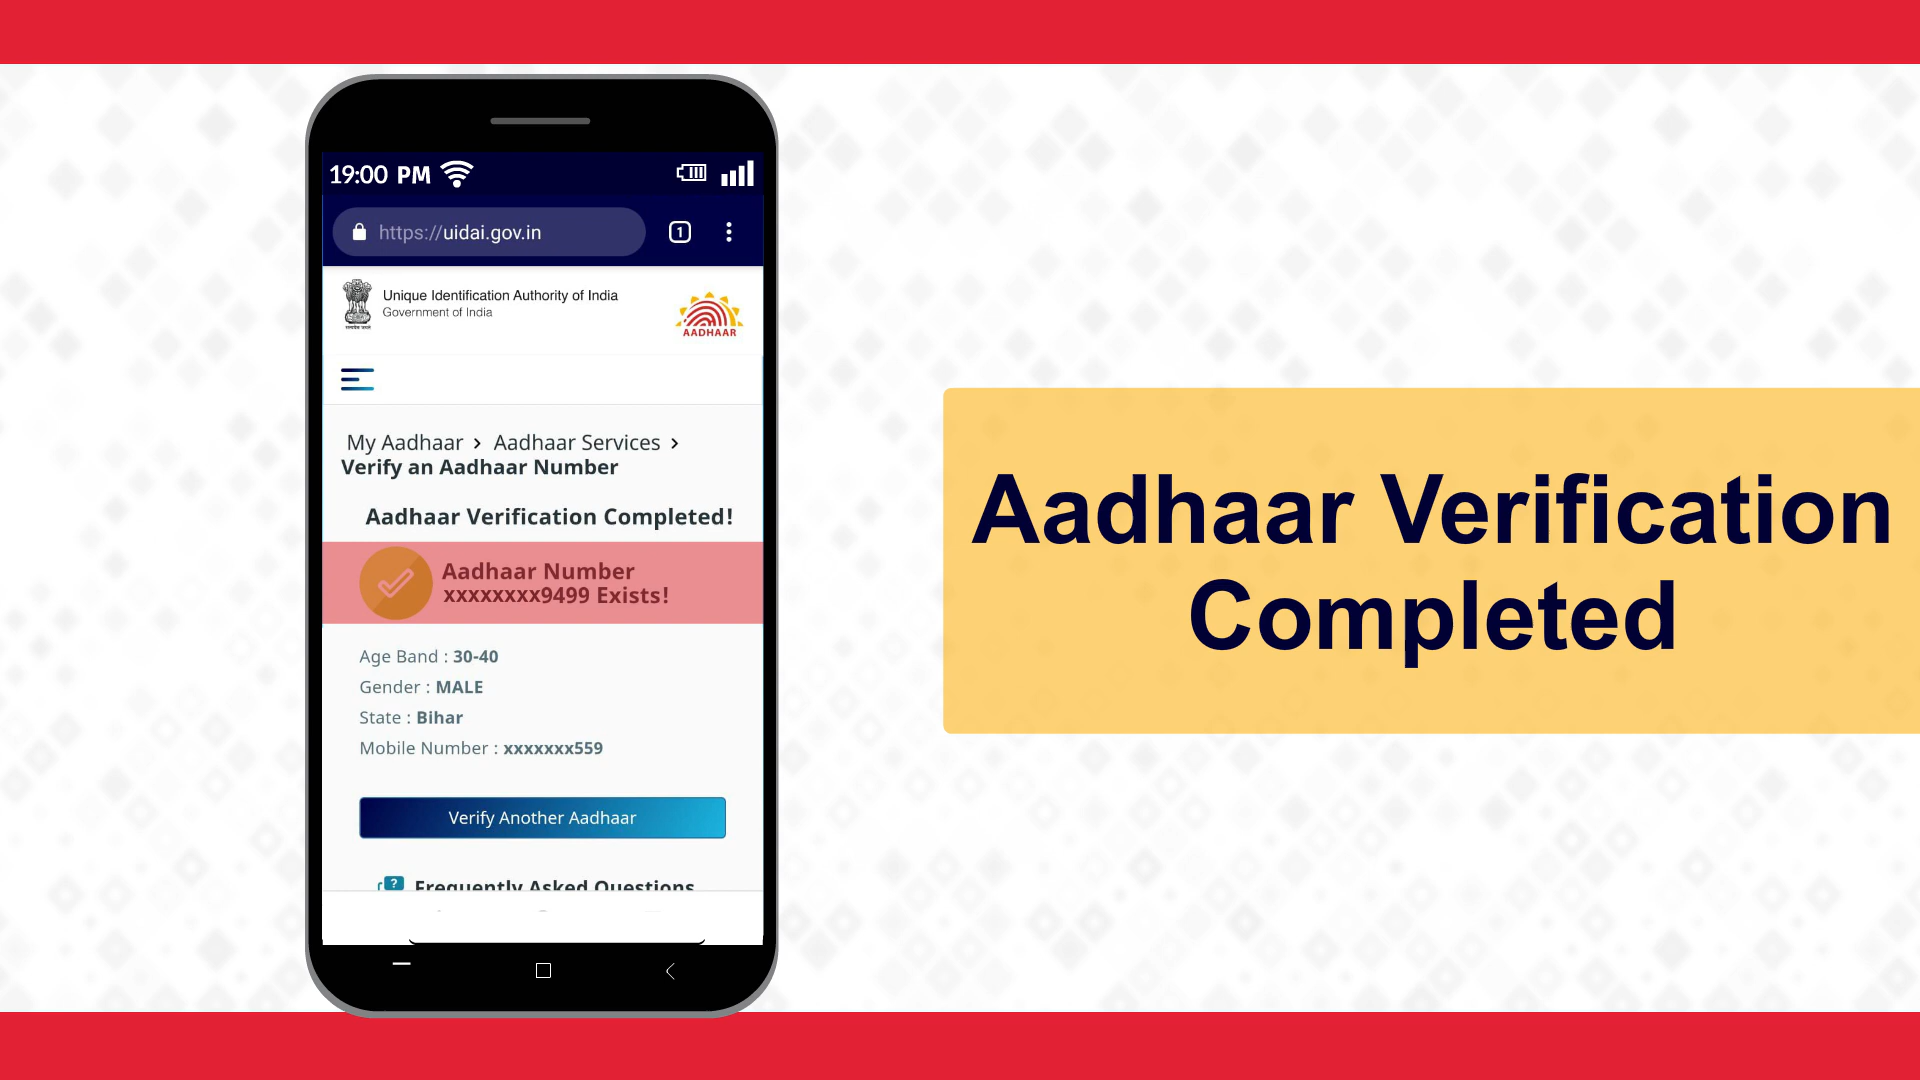 19:00 PM
https://uidai.gov.in
1
Unique Identification Authority of India
Government of India
AADHAAR
My Aadhaar › Aadhaar Services ›
Verify an Aadhaar Number
Aadhaar Verification Completed!
Aadhaar Number
xxxxxxxx9499 Exists!
Age Band : 30-40
Gender : MALE
State : Bihar
Mobile Number : xxxxxxx559
Verify Another Aadhaar
? Frequently Asked Questions
Aadhaar Verification
Completed